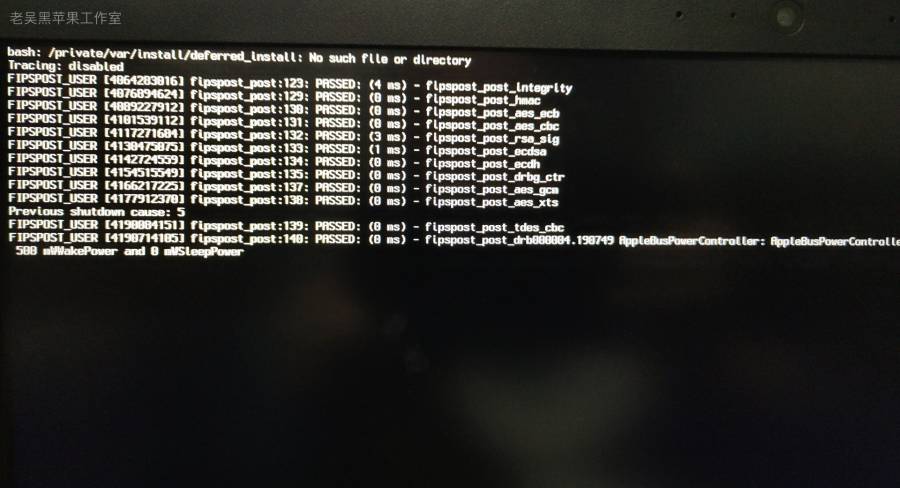 老吴黑苹果工作室
bash: /private/var/install/deferred_install: No such file or directory
Tracing: disabled
FIPSPOST_USER [4064203016] fipspost_post:123: PASSED: (4 ms) - fipspost_post_integrity
FIPSPOST_USER [4076894624] fipspost_post:129: PASSED: (0 ms) - fipspost_post_hmac
FIPSPOST_USER [4089227912] fipspost_post:130: PASSED: (0 ms) - fipspost_post_aes_ecb
FIPSPOST_USER [4101539112] fipspost_post:131: PASSED: (0 ms) - fipspost_post_aes_cbc
FIPSPOST_USER [4117271604] fipspost_post:132: PASSED: (3 ms) - fipspost_post_rsa_sig
FIPSPOST_USER [4130475075] fipspost_post:133: PASSED: (1 ms) - fipspost_post_ecdsa
FIPSPOST_USER [4142724559] fipspost_post:134: PASSED: (0 ms) - fipspost_post_ecdh
FIPSPOST_USER [4154515549] fipspost_post:135: PASSED: (0 ms) - fipspost_post_drbg_ctr
FIPSPOST_USER [4166217225] fipspost_post:137: PASSED: (0 ms) - fipspost_post_aes_gcm
FIPSPOST_USER [4177912370] fipspost_post:138: PASSED: (0 ms) - fipspost_post_aes_xts
Previous shutdown cause: 5
FIPSPOST_USER [4190004151] fipspost_post:139: PASSED: (0 ms) - fipspost_post_tdes_cbc
FIPSPOST_USER [4190714105] fipspost_post:140: PASSED: (0 ms) - fipspost_post_drb000004.190749 AppleBusPowerController: AppleBusPowerControlle
500 mWWakePower and 0 mWSleepPower